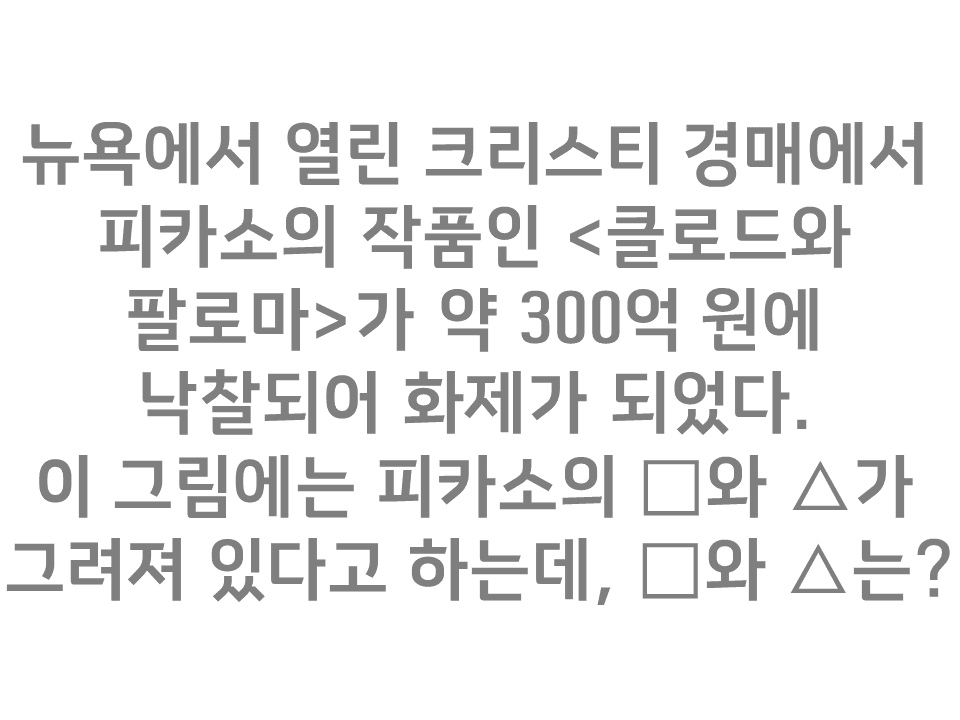 뉴욕에서 열린 크리스티 경매에서
피카소의 작품인 <클로드와
팔로마>가 약 300억 원에
낙찰되어 화제가 되었다.
이 그림에는 피카소의 □와 △가
그려져 있다고 하는데, □와 △는?